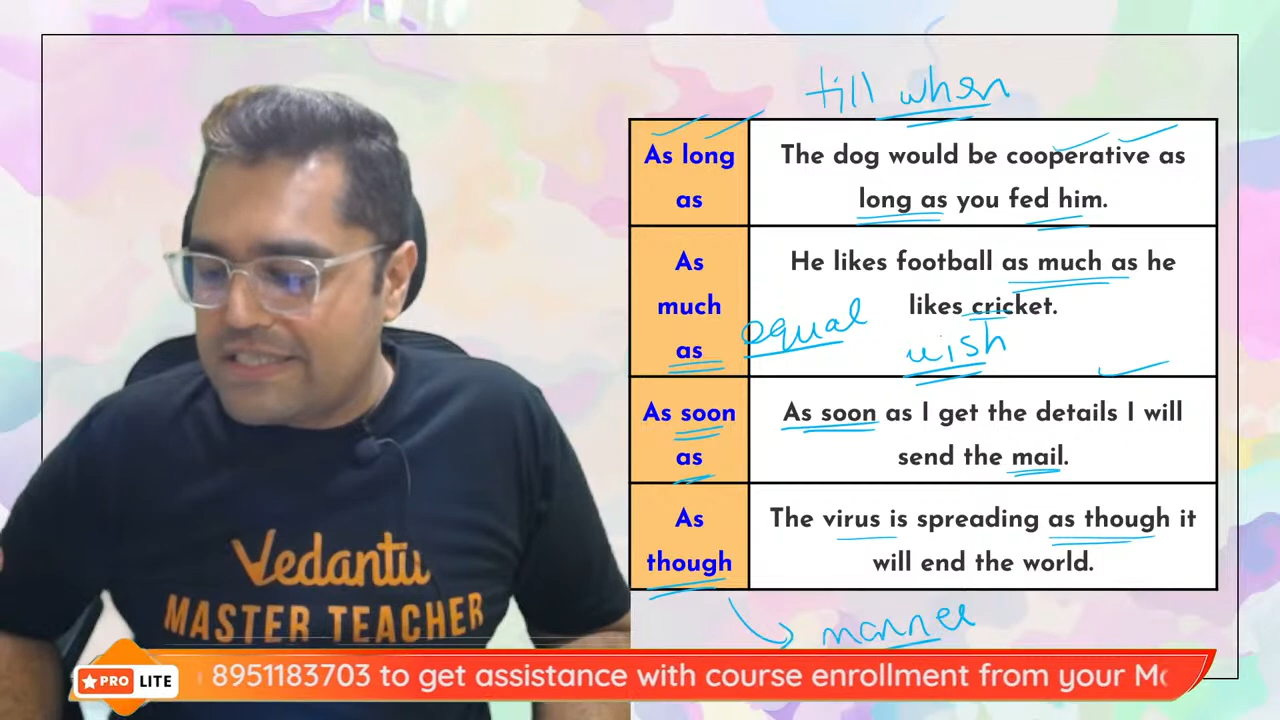 till when
As long
as
The dog would be cooperative as
long as you fed him.
As
much
as
He likes football as much as he
likes cricket.
equal
wish
As soon
as
As soon as I get the details I will
send the mail.
As
though
The virus is spreading as though it
will end the world.
manner
Vedantu
MASTER TEACHER
PRO LITE
8951183703 to get assistance with course enrollment from your